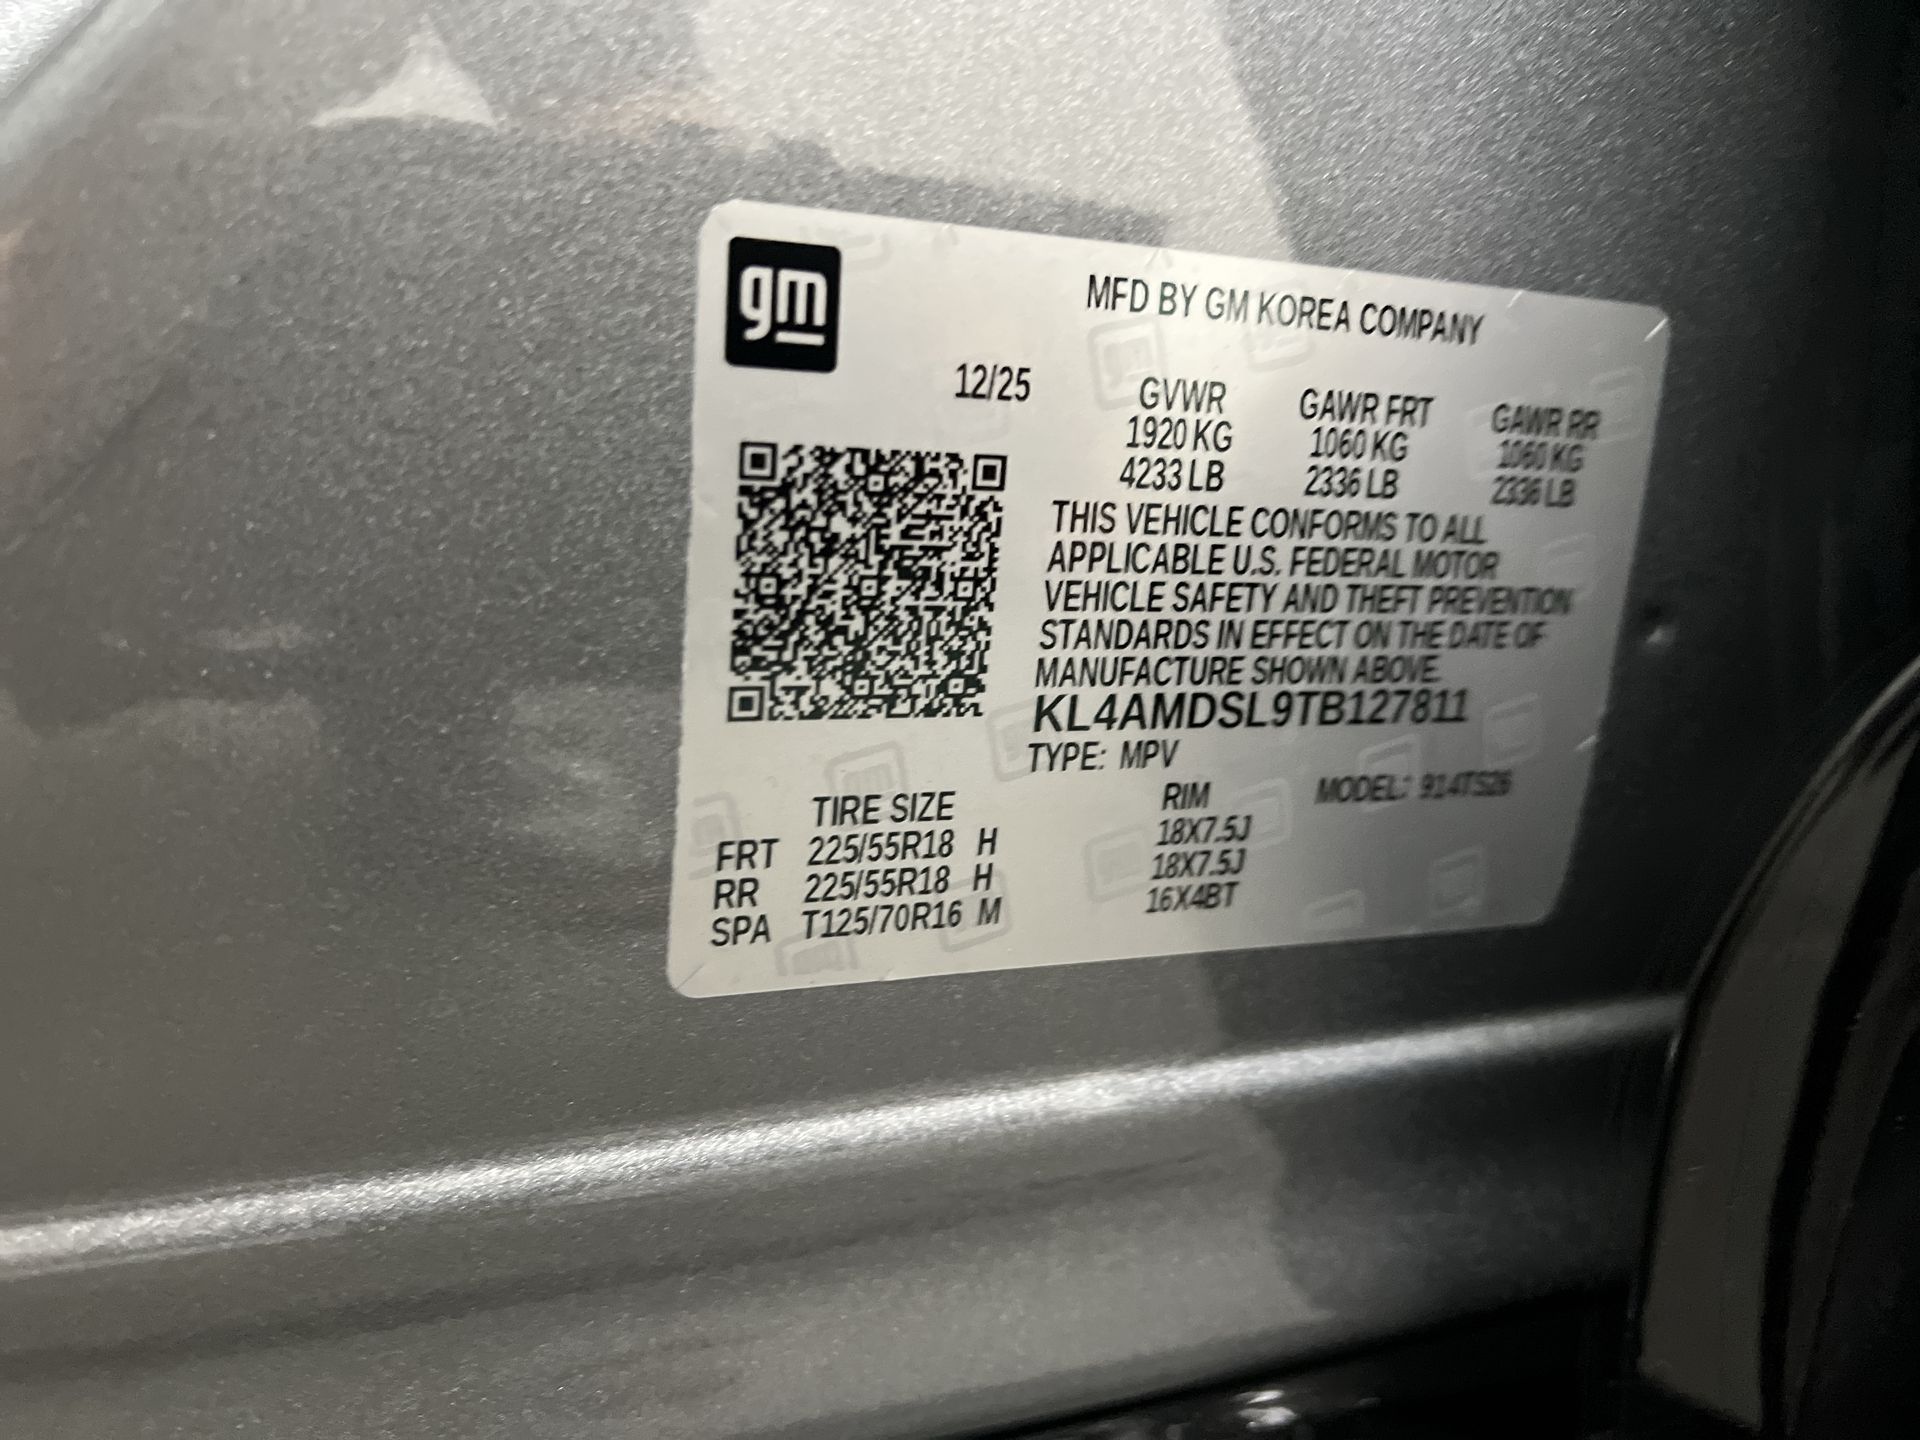 gm
MFD BY GM KOREA COMPANY
12/25
GVWR GAWR FRT GAWR RR
1920 KG 1060 KG 1060 KG
4233 LB 2336 LB 2336 LB
THIS VEHICLE CONFORMS TO ALL
APPLICABLE U.S. FEDERAL MOTOR
VEHICLE SAFETY AND THEFT PREVENTION
STANDARDS IN EFFECT ON THE DATE OF
MANUFACTURE SHOWN ABOVE.
KL4AMDSL9TB127811
TYPE: MPV
MODEL: 914TS26
TIRE SIZE RIM
FRT 225/55R18 H 18X7.5J
RR 225/55R18 H 18X7.5J
SPA T125/70R16 M 16X4BT